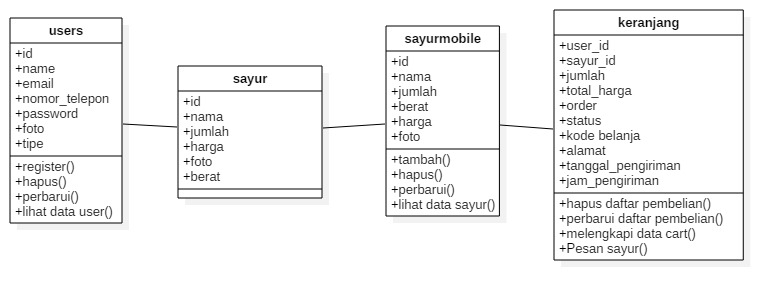 users
+id
+name
+email
+nomor_telepon
+password
+foto
+tipe
+register()
+hapus()
+perbarui()
+lihat data user()
sayur
+id
+nama
+jumlah
+harga
+foto
+berat
sayurmobile
+id
+nama
+jumlah
+berat
+harga
+foto
+tambah()
+hapus()
+perbarui()
+lihat data sayur()
keranjang
+user_id
+sayur_id
+jumlah
+total_harga
+order
+status
+kode belanja
+alamat
+tanggal_pengiriman
+jam_pengiriman
+hapus daftar pembelian()
+perbarui daftar pembelian()
+melengkapi data cart()
+Pesan sayur()